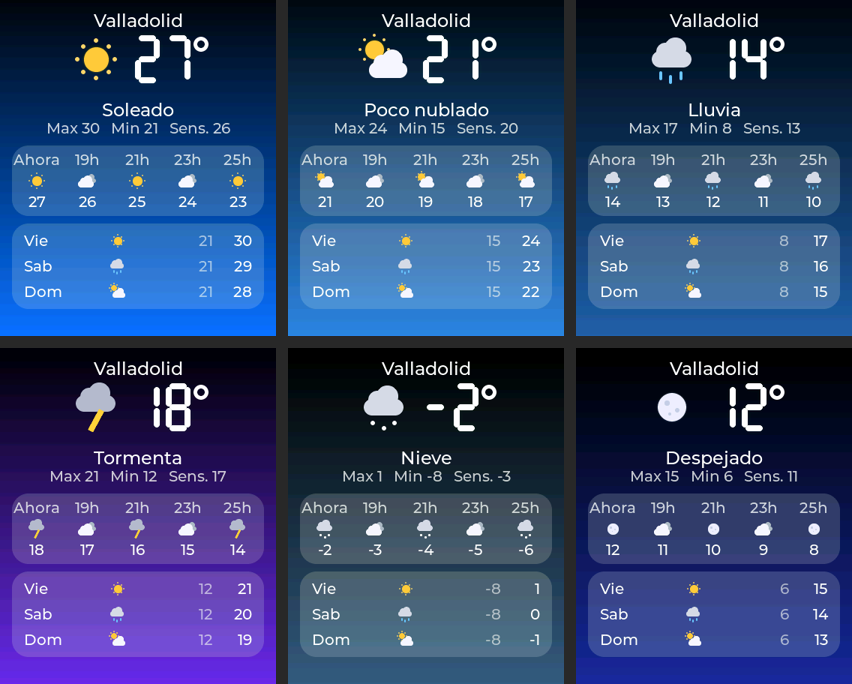 Valladolid
27°
Soleado
Max 30 Min 21 Sens. 26
Ahora 19h 21h 23h 25h
27 26 25 24 23
Vie 21 30
Sab 21 29
Dom 21 28
Valladolid
21°
Poco nublado
Max 24 Min 15 Sens. 20
Ahora 19h 21h 23h 25h
21 20 19 18 17
Vie 15 24
Sab 15 23
Dom 15 22
Valladolid
14°
Lluvia
Max 17 Min 8 Sens. 13
Ahora 19h 21h 23h 25h
14 13 12 11 10
Vie 8 17
Sab 8 16
Dom 8 15
Valladolid
18°
Tormenta
Max 21 Min 12 Sens. 17
Ahora 19h 21h 23h 25h
18 17 16 15 14
Vie 12 21
Sab 12 20
Dom 12 19
Valladolid
-2°
Nieve
Max 1 Min -8 Sens. -3
Ahora 19h 21h 23h 25h
-2 -3 -4 -5 -6
Vie -8 1
Sab -8 0
Dom -8 -1
Valladolid
12°
Despejado
Max 15 Min 6 Sens. 11
Ahora 19h 21h 23h 25h
12 11 10 9 8
Vie 6 15
Sab 6 14
Dom 6 13